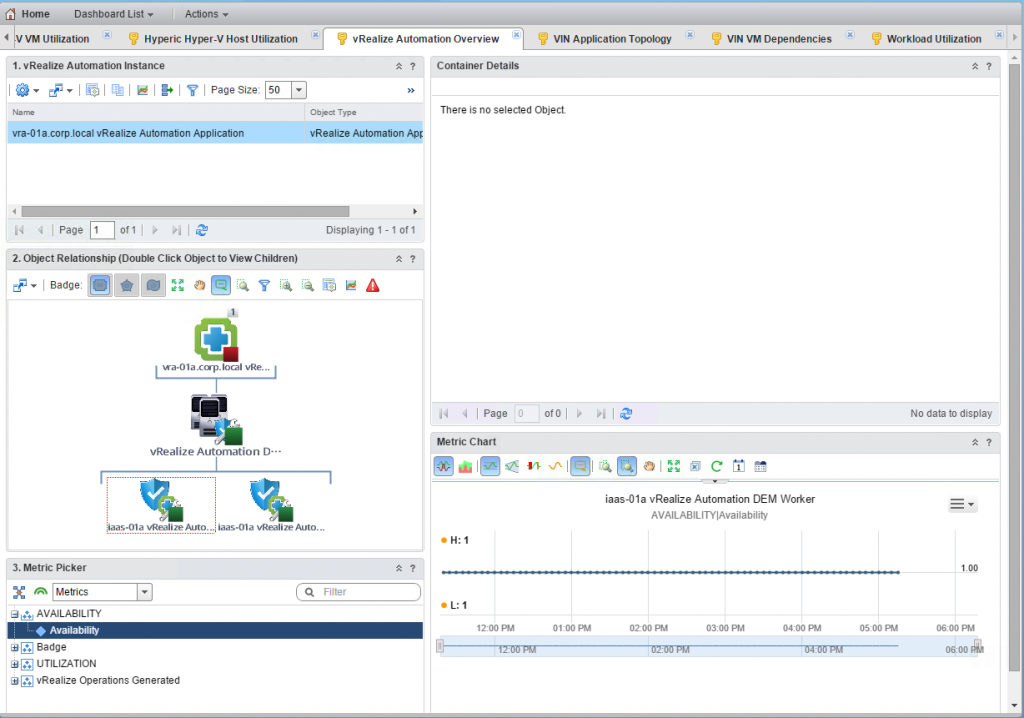 Home Dashboard List Actions
V VM Utilization Hyperic Hyper-V Host Utilization vRealize Automation Overview VIN Application Topology VIN VM Dependencies Workload Utilization
1. vRealize Automation Instance
Page Size: 50 »
Name Object Type
vra-01a.corp.local vRealize Automation Application vRealize Automation App
Page 1 of 1 Displaying 1 - 1 of 1
2. Object Relationship (Double Click Object to View Children)
Badge:
1
vra-01a.corp.local vRe...
vRealize Automation D...
iaas-01a vRealize Auto... iaas-01a vRealize Auto...
3. Metric Picker
Metrics Filter
AVAILABILITY
Availability
Badge
UTILIZATION
vRealize Operations Generated
Container Details
There is no selected Object.
Page 0 of 0 No data to display
Metric Chart
1
iaas-01a vRealize Automation DEM Worker
AVAILABILITY|Availability
H: 1
1.00
L: 1
12:00 PM 01:00 PM 02:00 PM 03:00 PM 04:00 PM 05:00 PM 06:00 PM
12:00 PM 02:00 PM 04:00 PM 06:00 PM